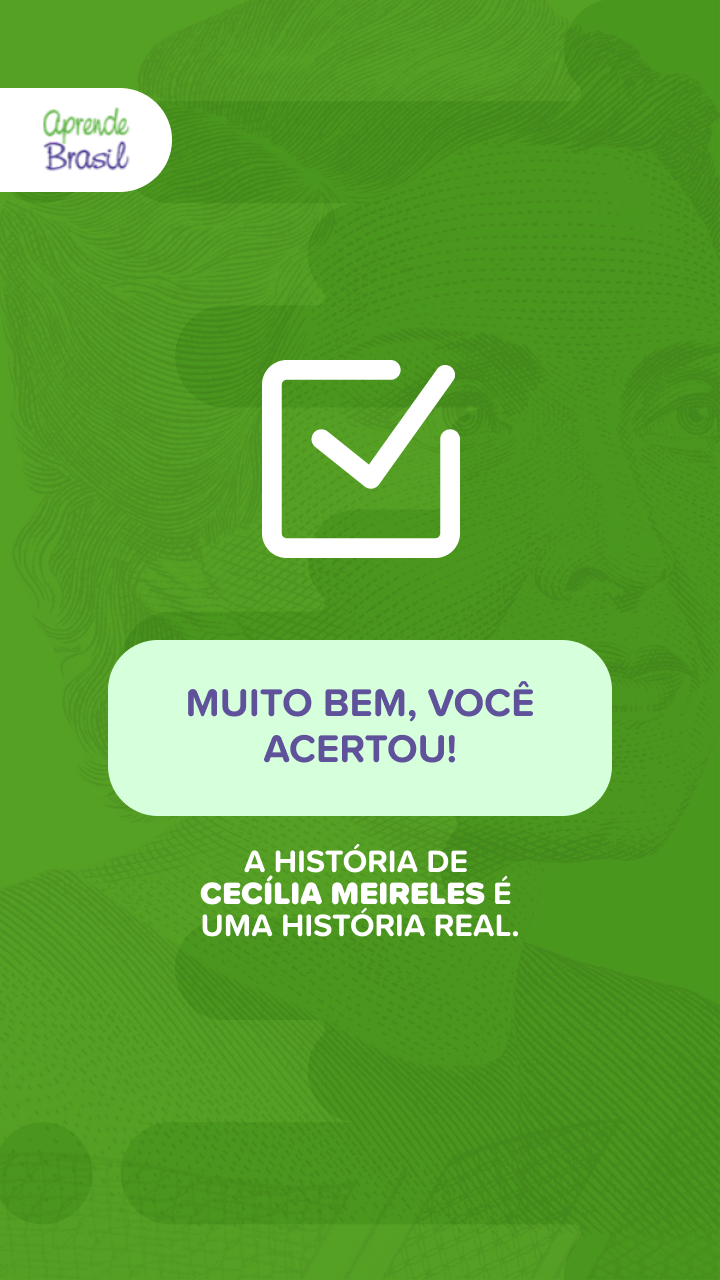 aprende
Brasil
MUITO BEM, VOCÊ
ACERTOU!
A HISTÓRIA DE
CECÍLIA MEIRELES É
UMA HISTÓRIA REAL.